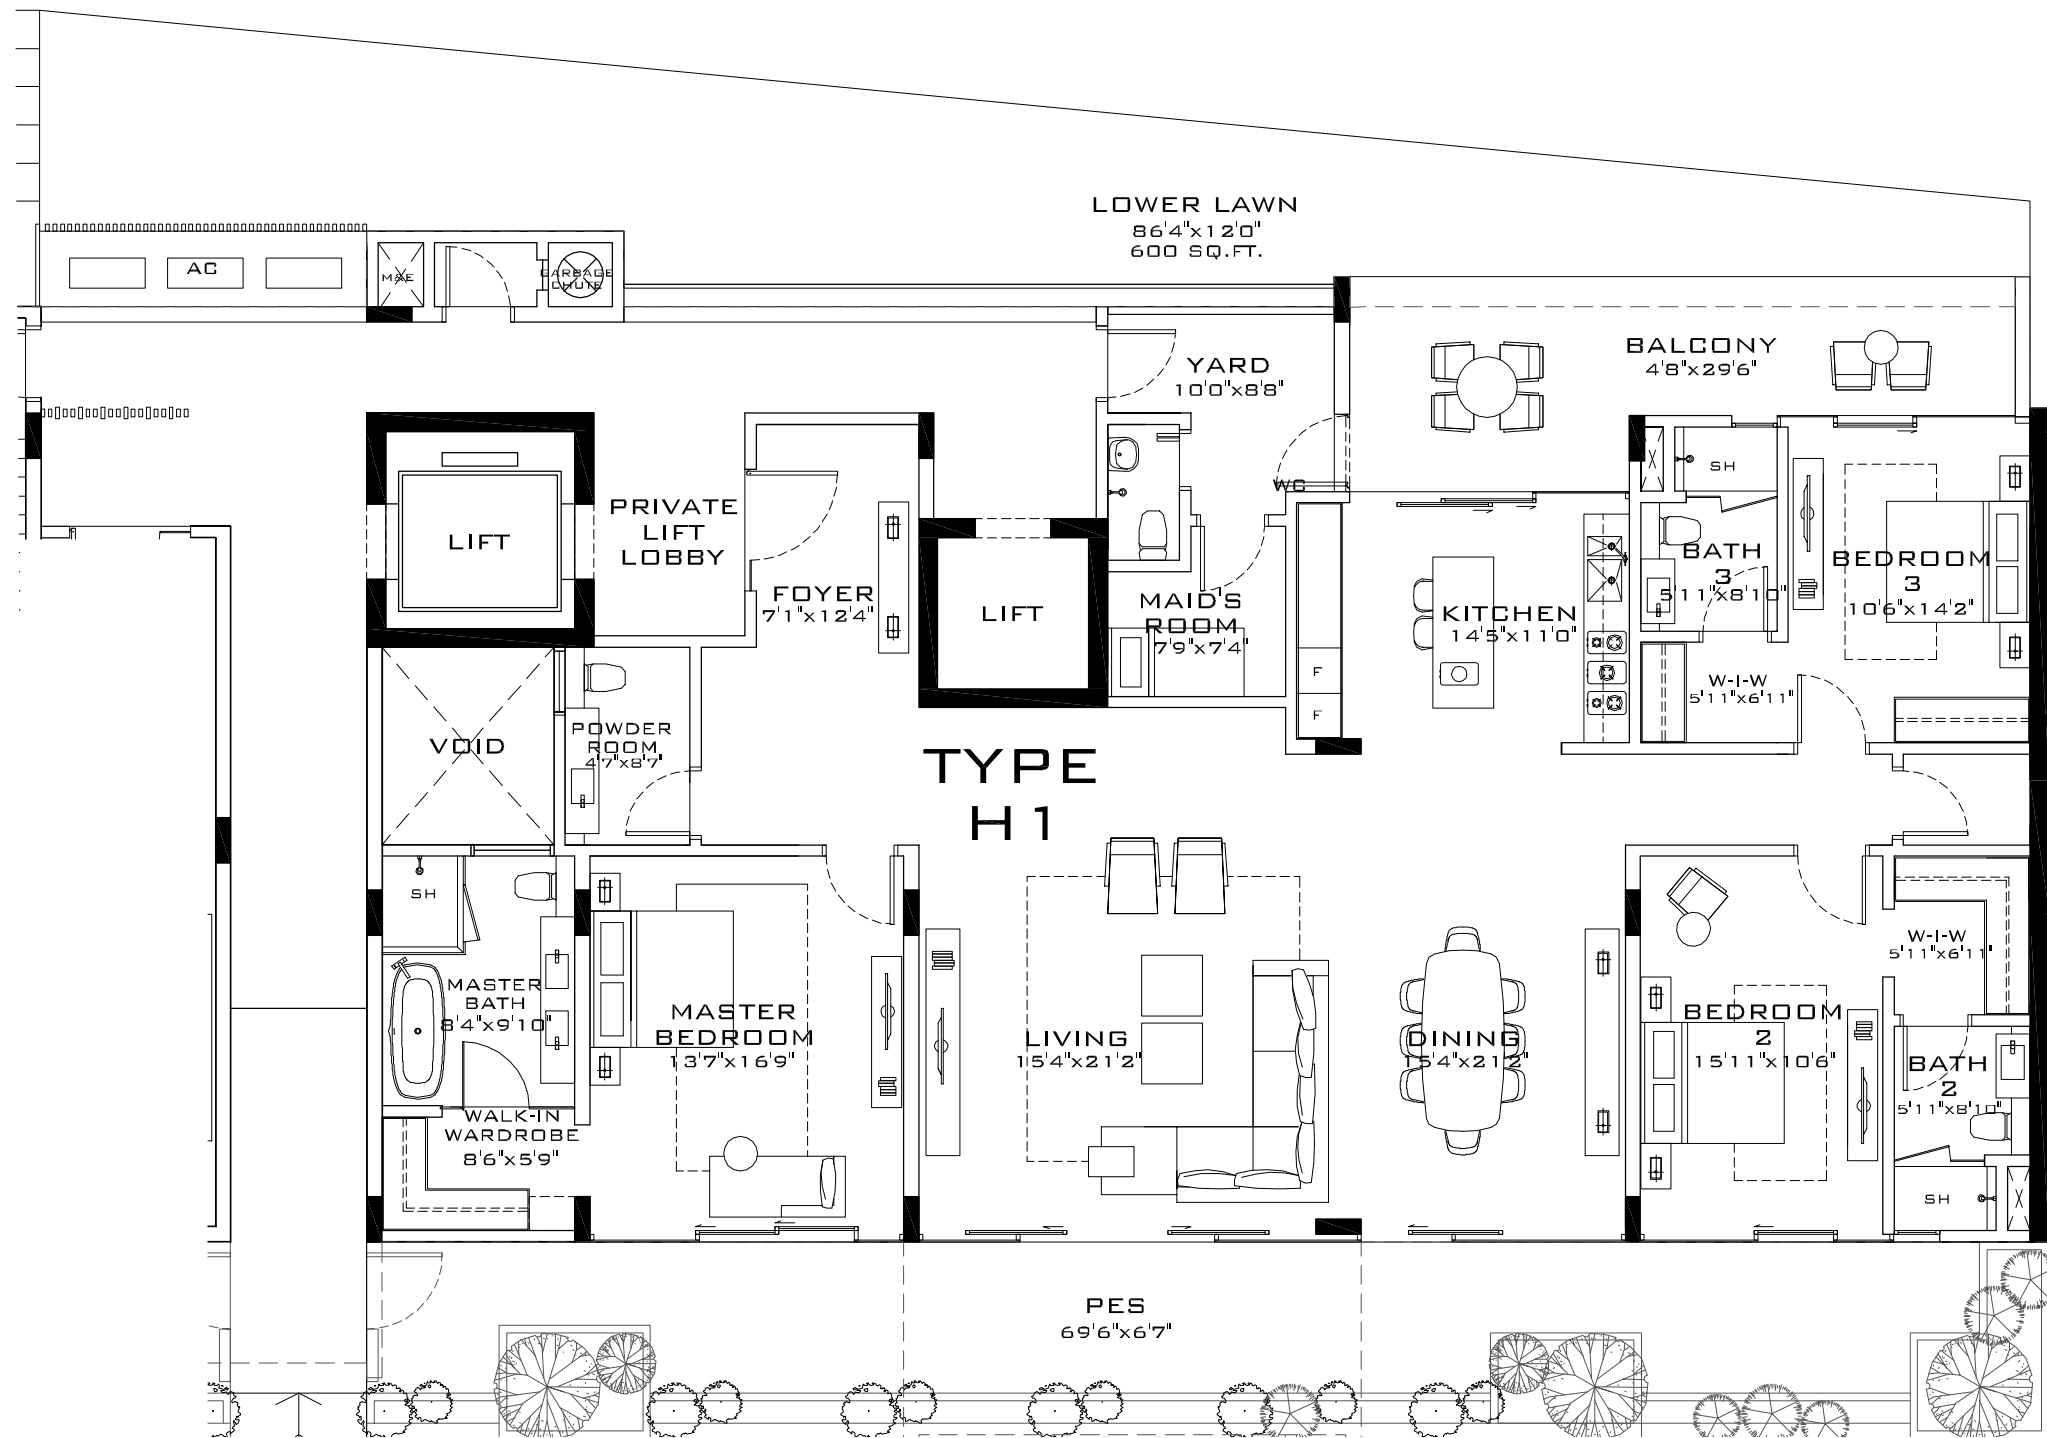 LOWER LAWN
86'4"x12'0"
600 SQ.FT.
AC
M&E
GARBAGE
CHUTE
YARD
10'0"x8'8"
BALCONY
4'8"x29'6"
WC
SH
PRIVATE
LIFT
LOBBY
LIFT
FOYER
7'1"x12'4"
LIFT
MAID'S
ROOM
7'9"x7'4"
KITCHEN
14'5"x11'0"
F
F
BATH
3
5'11"x8'10"
BEDROOM
3
10'6"x14'2"
W-I-W
5'11"x6'11"
VOID
POWDER
ROOM
4'7"x8'7"
TYPE
H1
SH
MASTER
BATH
8'4"x9'10"
MASTER
BEDROOM
13'7"x16'9"
LIVING
15'4"x21'2"
DINING
15'4"x21'2"
BEDROOM
2
15'11"x10'6"
W-I-W
5'11"x6'11"
BATH
2
5'11"x8'10"
WALK-IN
WARDROBE
8'6"x5'9"
SH
PES
69'6"x6'7"